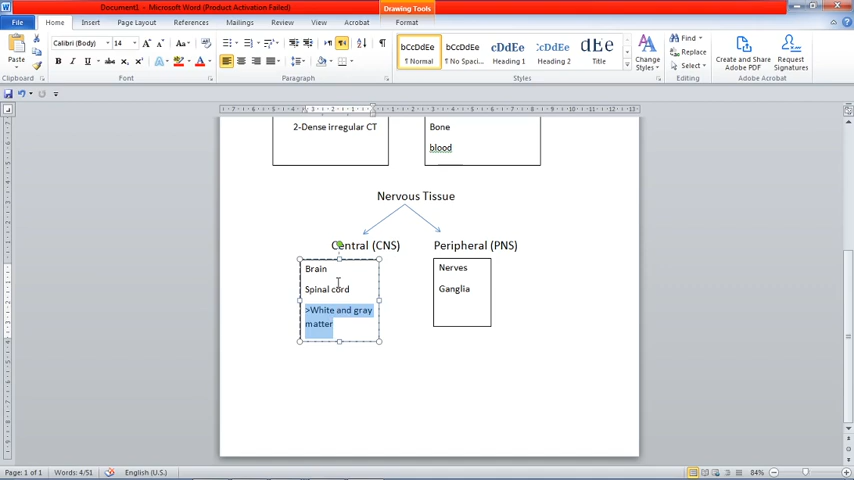 Document1 - Microsoft Word (Product Activation Failed)
Drawing Tools
File Home Insert Page Layout References Mailings Review View Acrobat Format
Paste
Calibri (Body) 14
Clipboard Font Paragraph Styles Editing Adobe Acrobat
AaBbCcDdEe
¶ Normal ¶ No Spaci... Heading 1 Heading 2 Title
Change Styles
Find
Replace
Select
Create and Share Adobe PDF
Request Signatures
2-Dense irregular CT
Bone
blood
Nervous Tissue
Central (CNS) Peripheral (PNS)
Brain
Spinal cord
>White and gray
matter
Nerves
Ganglia
Page: 1 of 1 Words: 4/51 English (U.S.) 84%